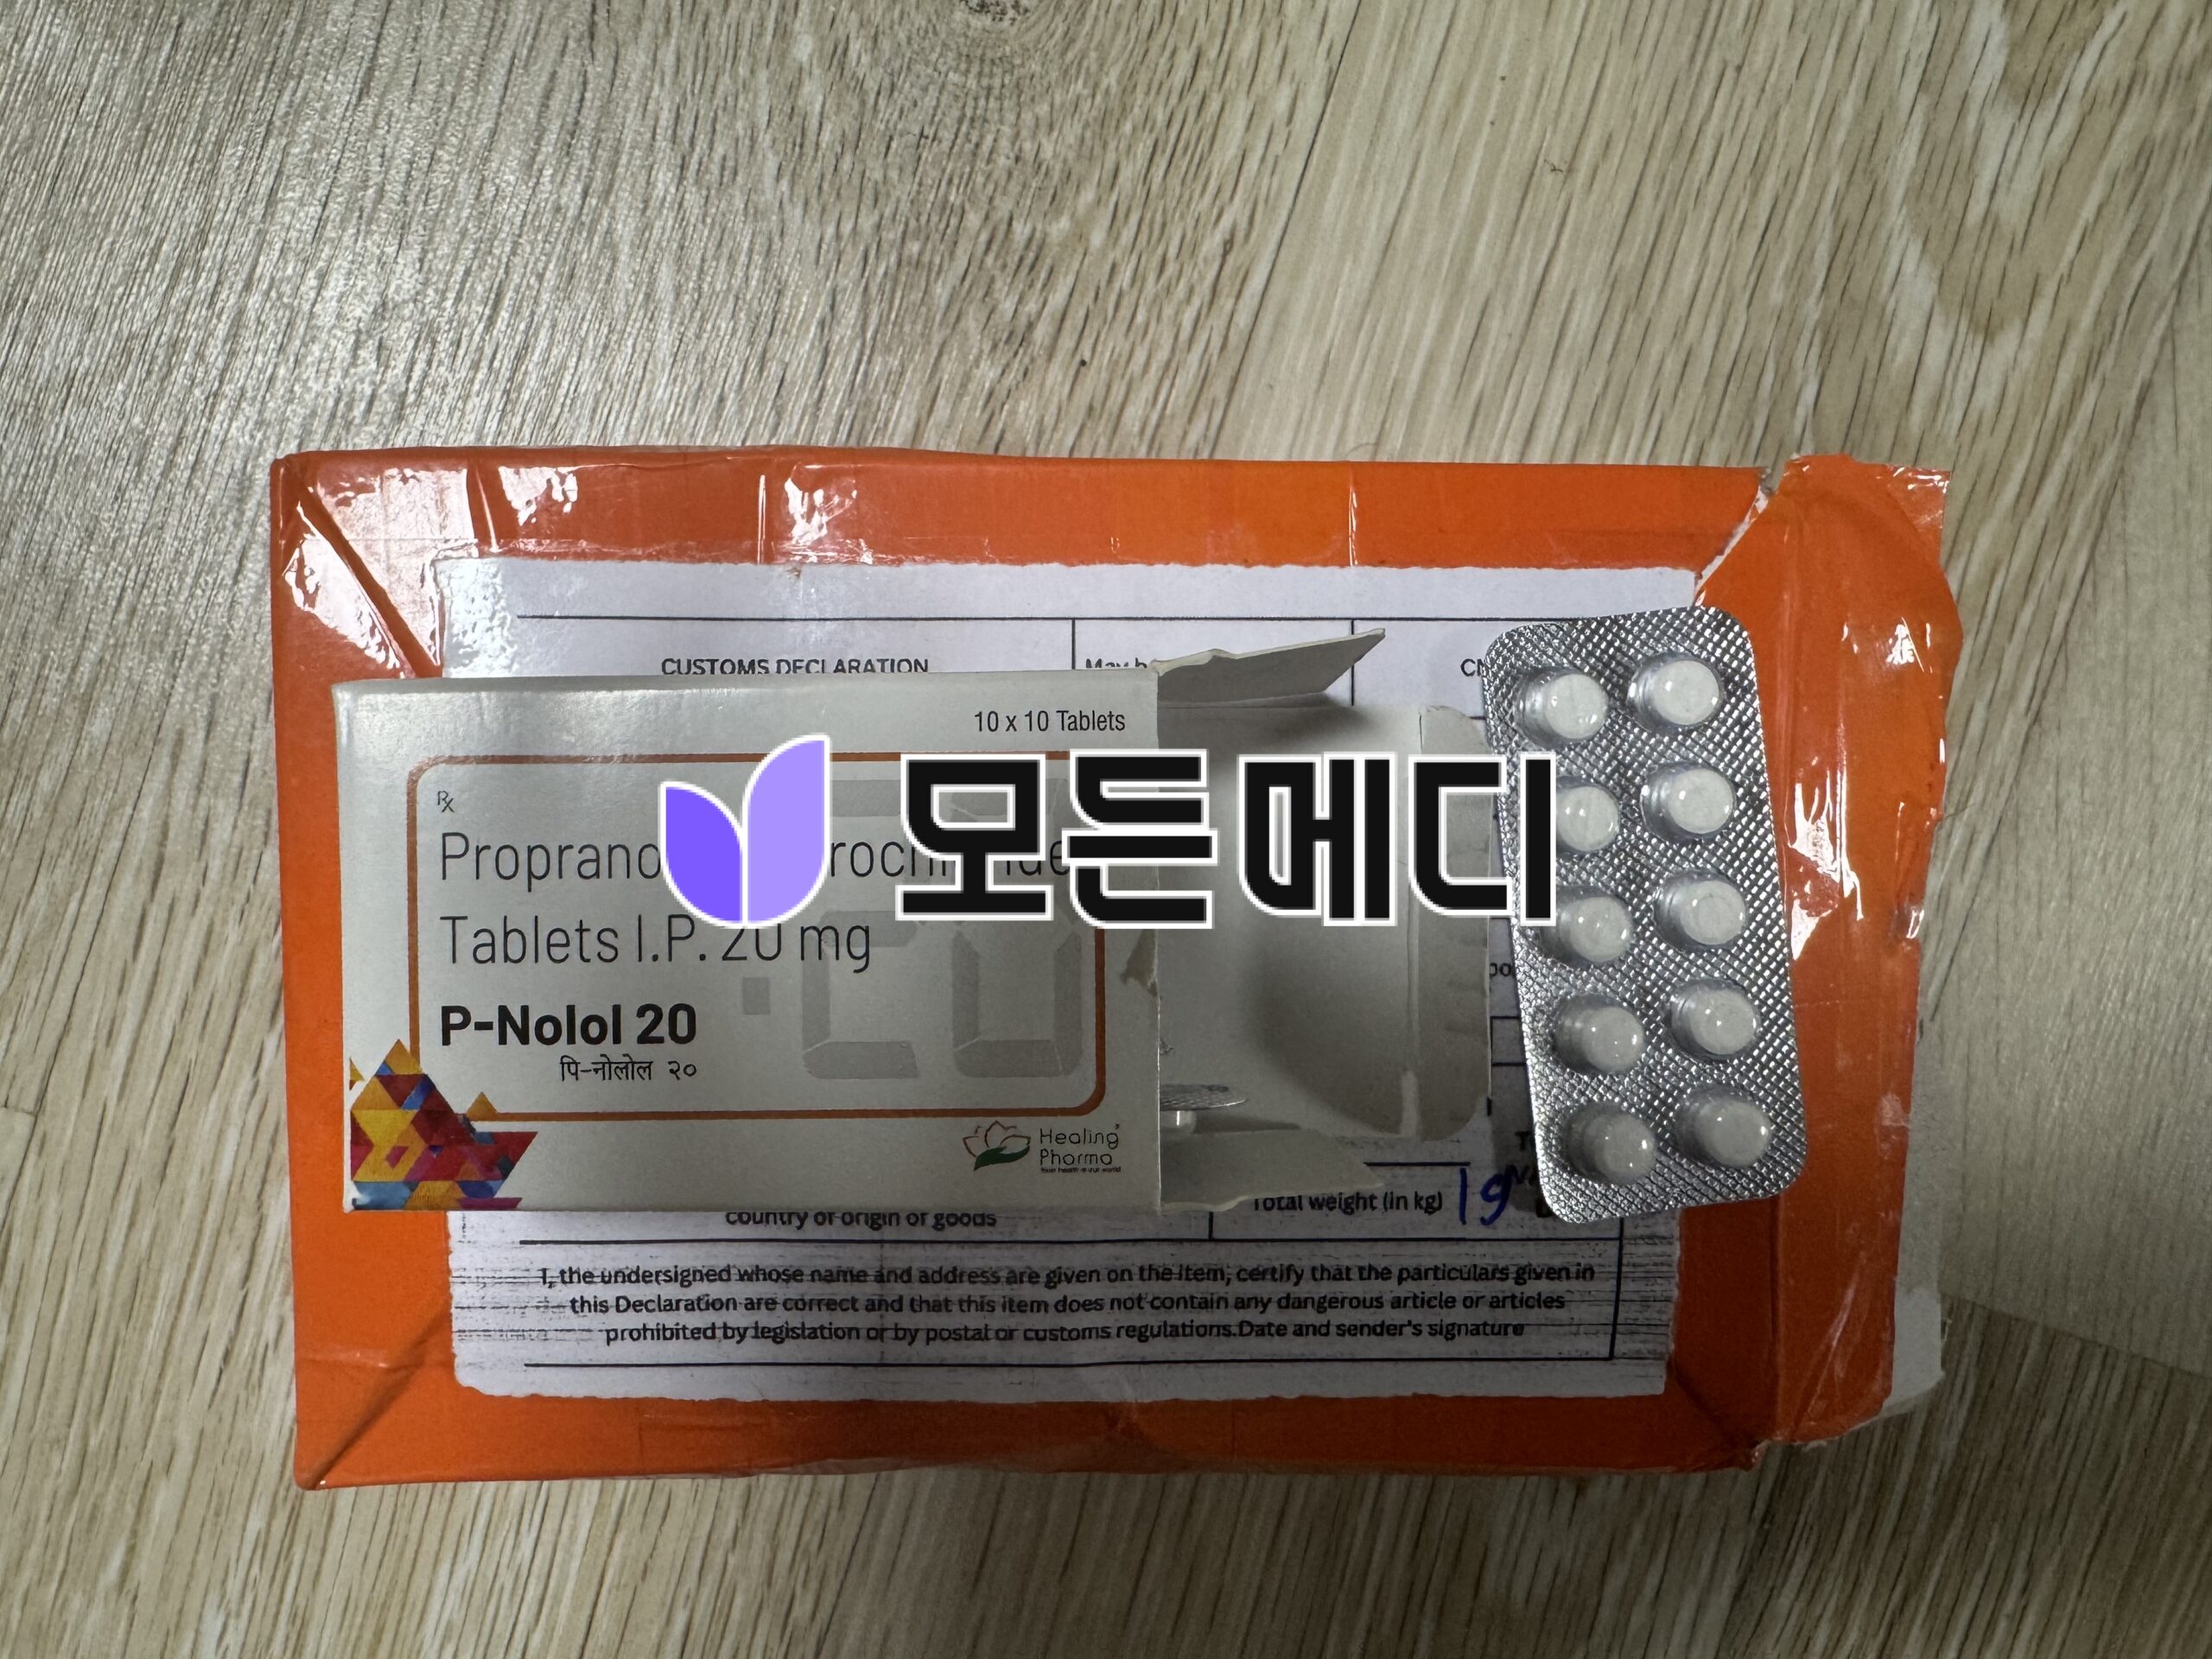 CUSTOMS DECLARATION
10 x 10 Tablets
Rx
Tablets I.P. 20 mg
P-Nolol 20
पि-नोलोल २०
Healing
Pharma
모든메디
country of origin of goods
Total weight (in kg)
I, the undersigned whose name and address are given on the item, certify that the particulars given in
this Declaration are correct and that this item does not contain any dangerous article or articles
prohibited by legislation or by postal or customs regulations.Date and sender's signature